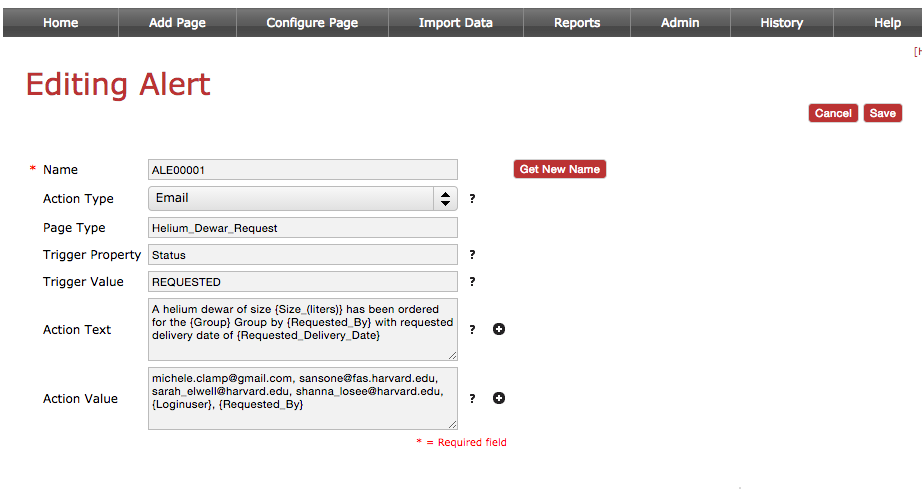 Home Add Page Configure Page Import Data Reports Admin History Help
[h
Editing Alert
Cancel Save
* Name ALE00001 Get New Name
Action Type Email ?
Page Type Helium_Dewar_Request
Trigger Property Status ?
Trigger Value REQUESTED ?
A helium dewar of size {Size_(liters)} has been ordered
for the {Group} Group by {Requested_By} with requested
delivery date of {Requested_Delivery_Date}
Action Text ?
michele.clamp@gmail.com, sansone@fas.harvard.edu,
sarah_elwell@harvard.edu, shanna_losee@harvard.edu,
{Loginuser}, {Requested_By}
Action Value ?
* = Required field